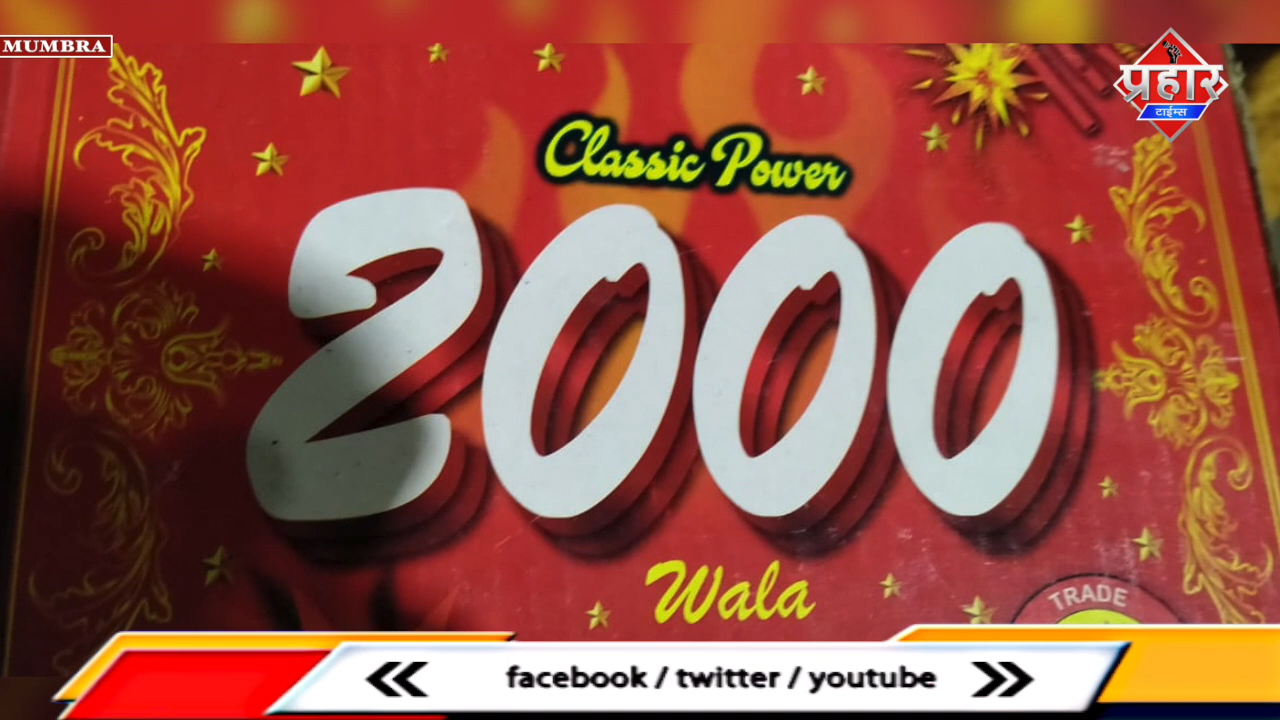 MUMBRA
प्रहार
टाईम्स
Classic Power
2000
Wala
TRADE
facebook / twitter / youtube